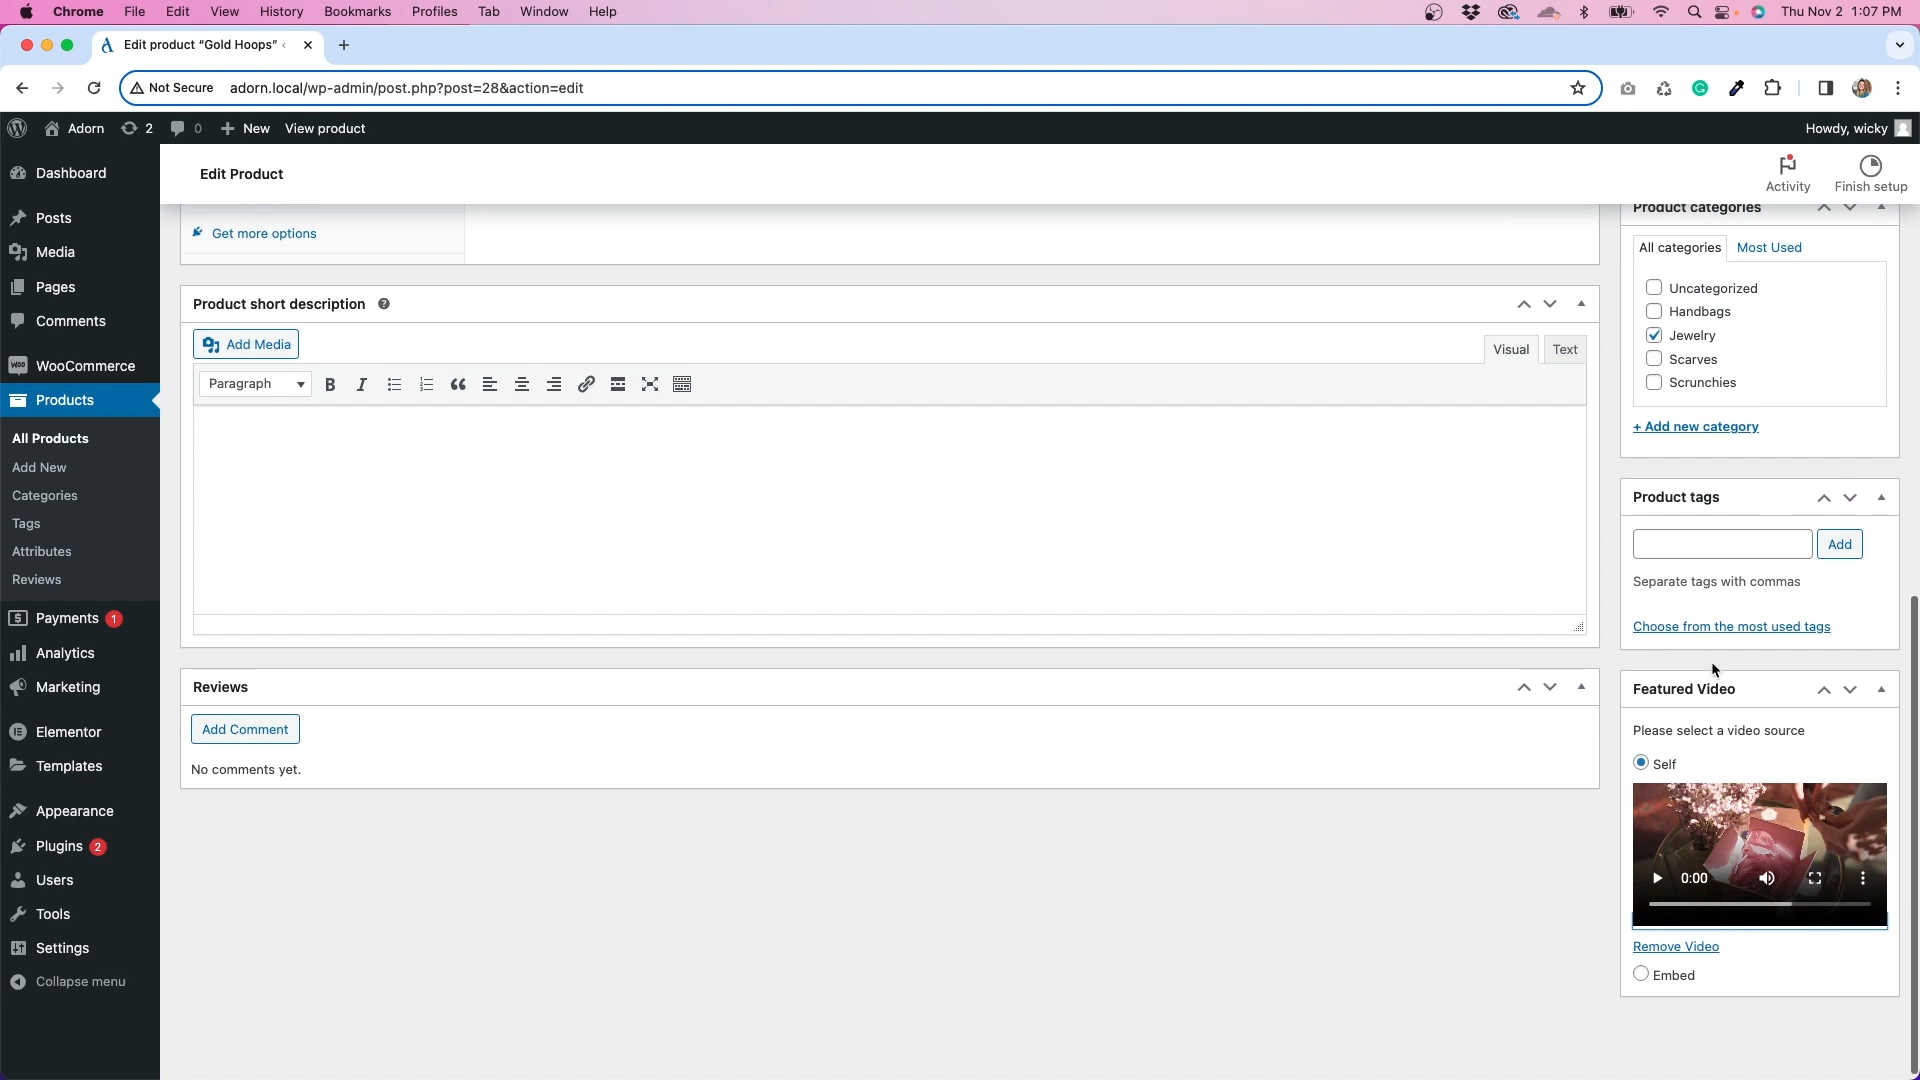 Chrome File Edit View History Bookmarks Profiles Tab Window Help Thu Nov 2 1:07 PM
Edit product “Gold Hoops” ‹
Not Secure adorn.local/wp-admin/post.php?post=28&action=edit
Adorn 2 0 New View product Howdy, wicky
Edit Product
Activity
Finish setup
Dashboard
Posts
Media
Pages
Comments
WooCommerce
Products
All Products
Add New
Categories
Tags
Attributes
Reviews
Payments 1
Analytics
Marketing
Elementor
Templates
Appearance
Plugins 2
Users
Tools
Settings
Collapse menu
Get more options
Product short description
Add Media
Visual Text
Paragraph
Reviews
Add Comment
No comments yet.
Product categories
All categories Most Used
Uncategorized
Handbags
Jewelry
Scarves
Scrunchies
+ Add new category
Product tags
Add
Separate tags with commas
Choose from the most used tags
Featured Video
Please select a video source
Self
0:00
Remove Video
Embed